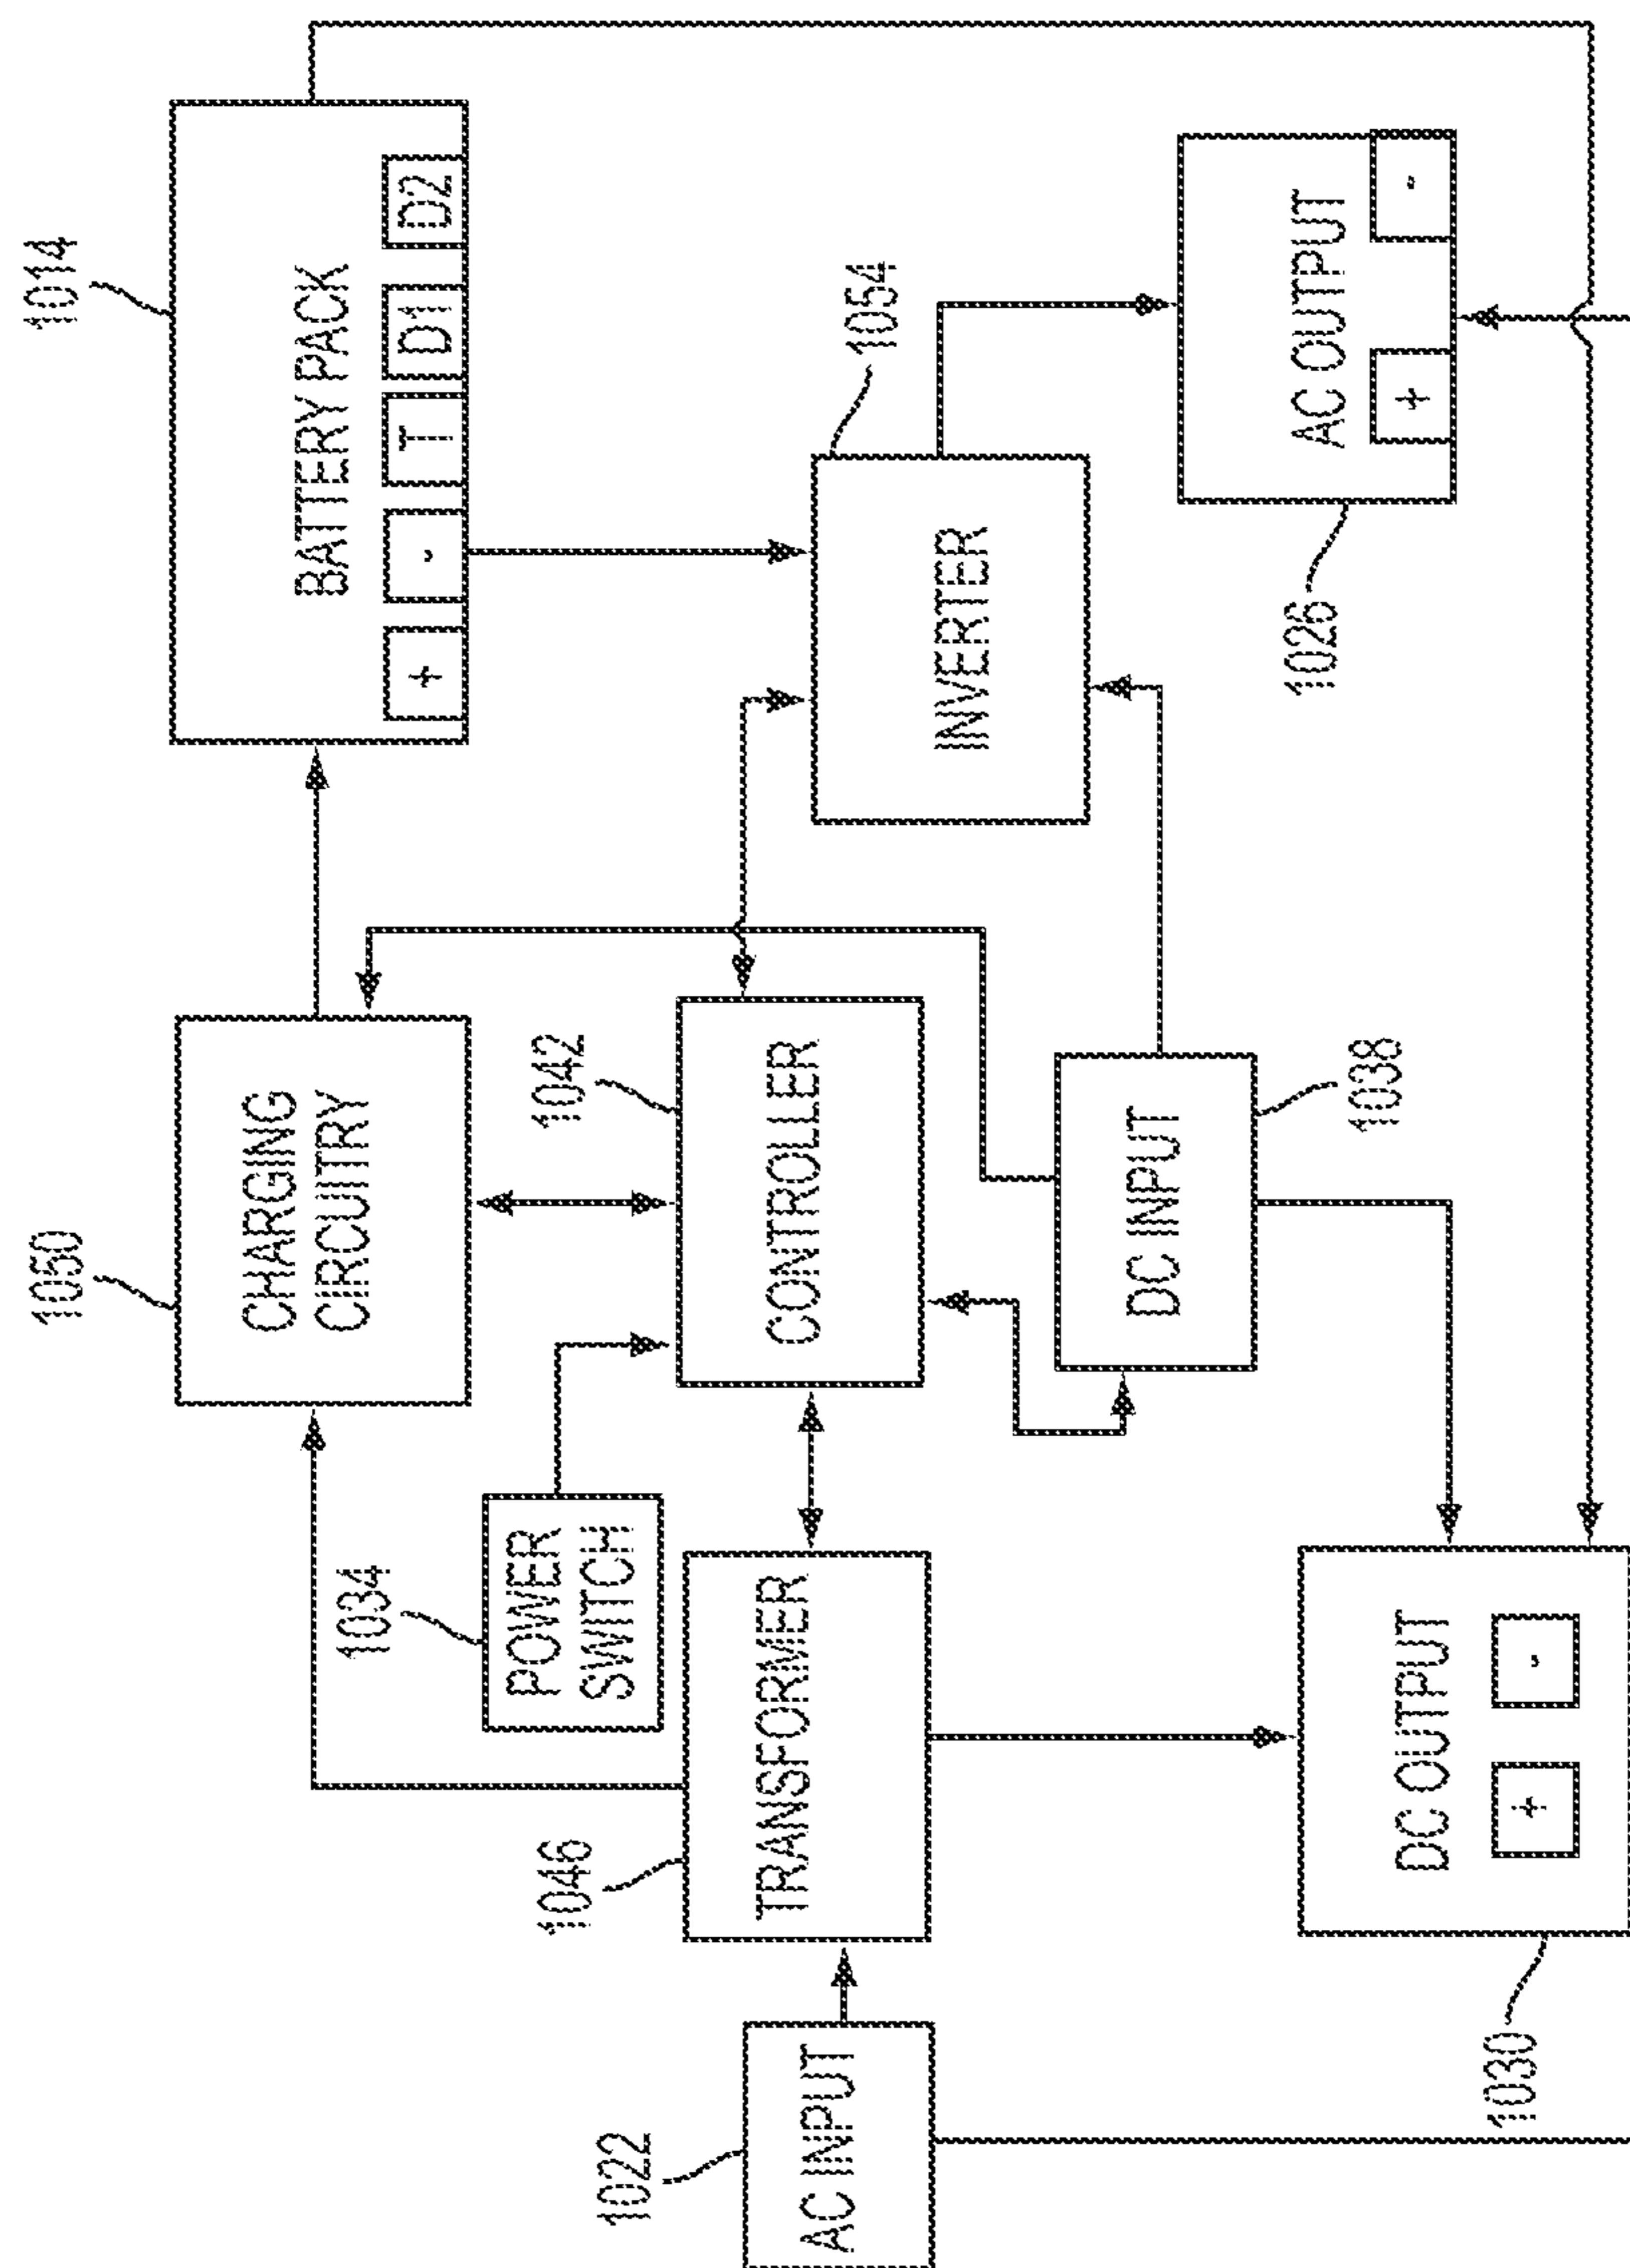 1050
CHARGING
CIRCUITRY
1014
BATTERY PACK
+ - T D1 D2
1034
POWER
SWITCH
1042
CONTROLLER
1046
TRANSFORMER
1022
AC INPUT
1054
INVERTER
DC INPUT
1038
AC OUTPUT
+ -
1026
DC OUTPUT
+ -
1030